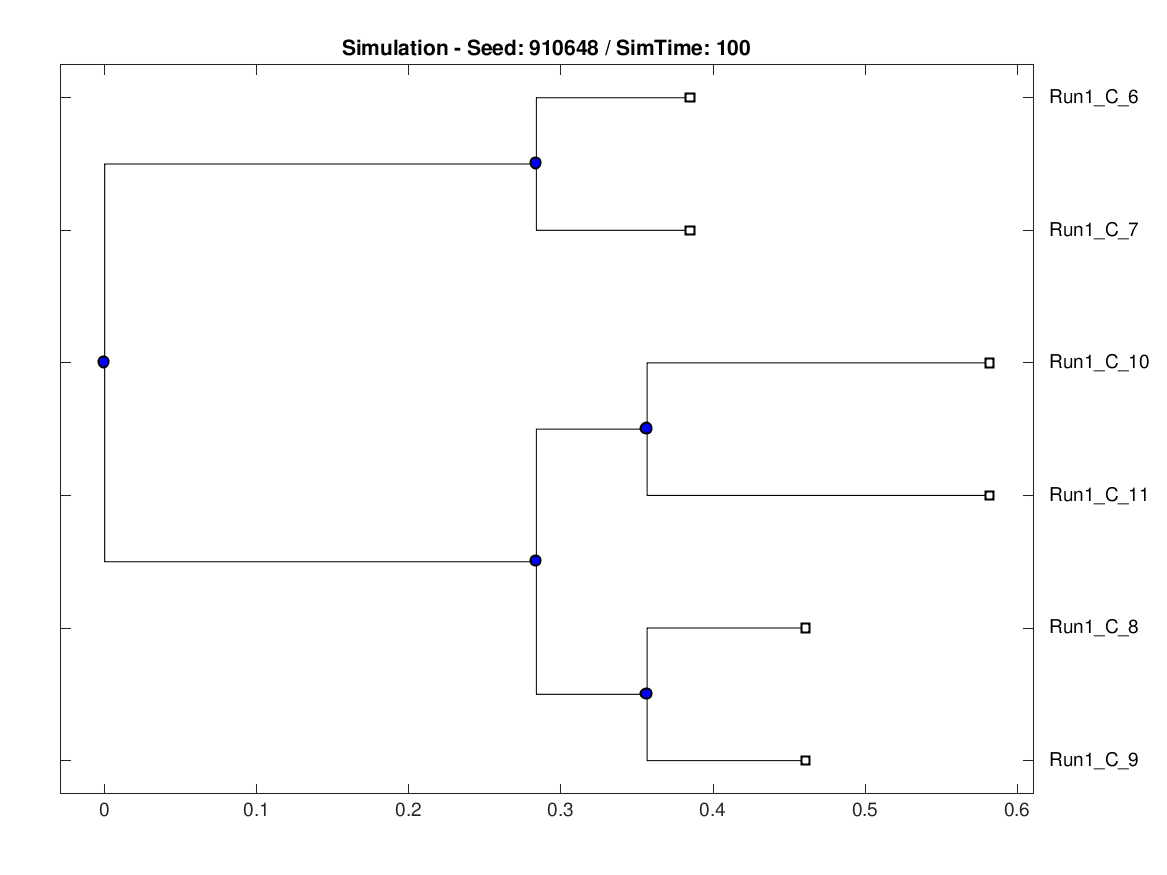 Simulation - Seed: 910648 / SimTime: 100
Run1_C_6
Run1_C_7
Run1_C_10
Run1_C_11
Run1_C_8
Run1_C_9
0 0.1 0.2 0.3 0.4 0.5 0.6